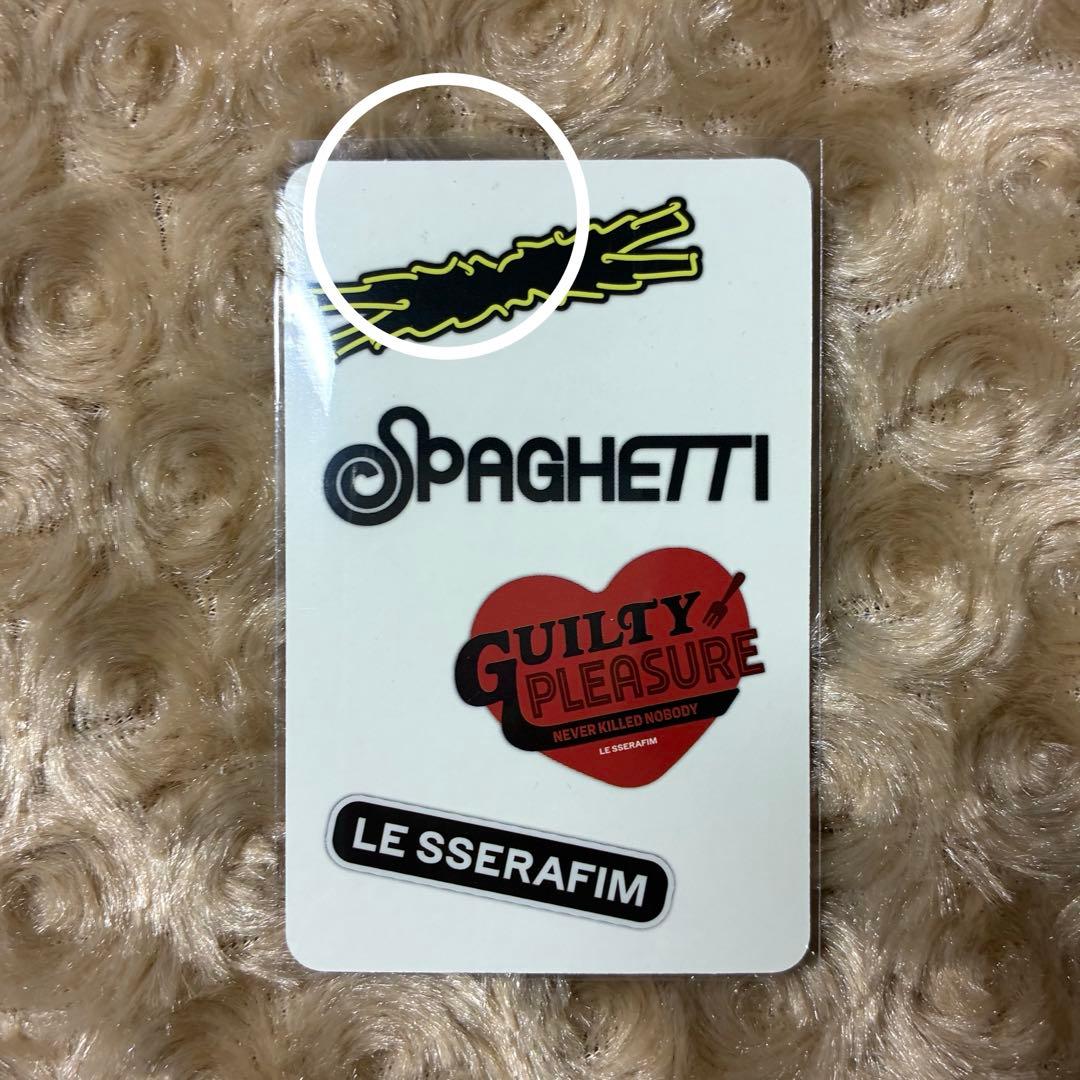 SPAGHETTI
GUILTY
PLEASURE
NEVER KILLED NOBODY
LE SSERAFIM
LE SSERAFIM